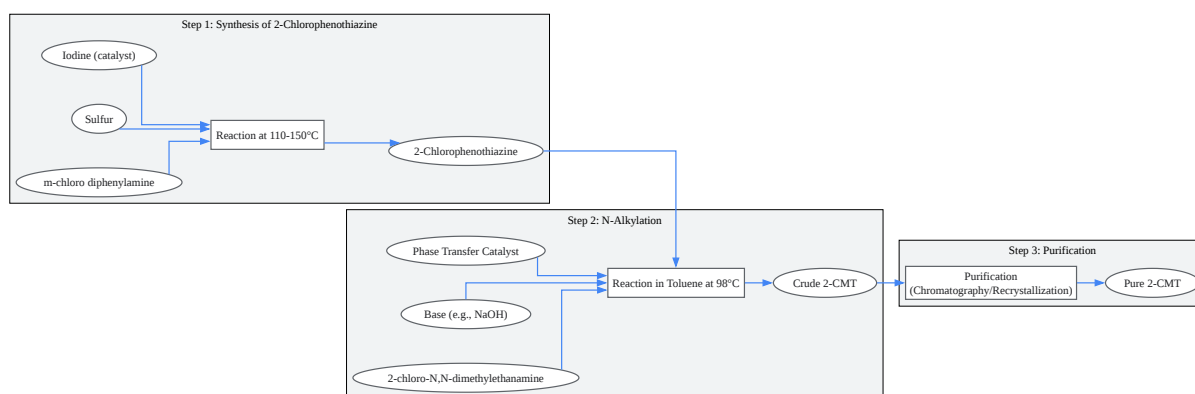 Step 1: Synthesis of 2-Chlorophenothiazine
Iodine (catalyst)
Sulfur
Reaction at 110-150°C
m-chloro diphenylamine
2-Chlorophenothiazine
Step 2: N-Alkylation
Phase Transfer Catalyst
Base (e.g., NaOH)
2-chloro-N,N-dimethylethanamine
Reaction in Toluene at 98°C
Crude 2-CMT
Step 3: Purification
Purification
(Chromatography/Recrystallization)
Pure 2-CMT